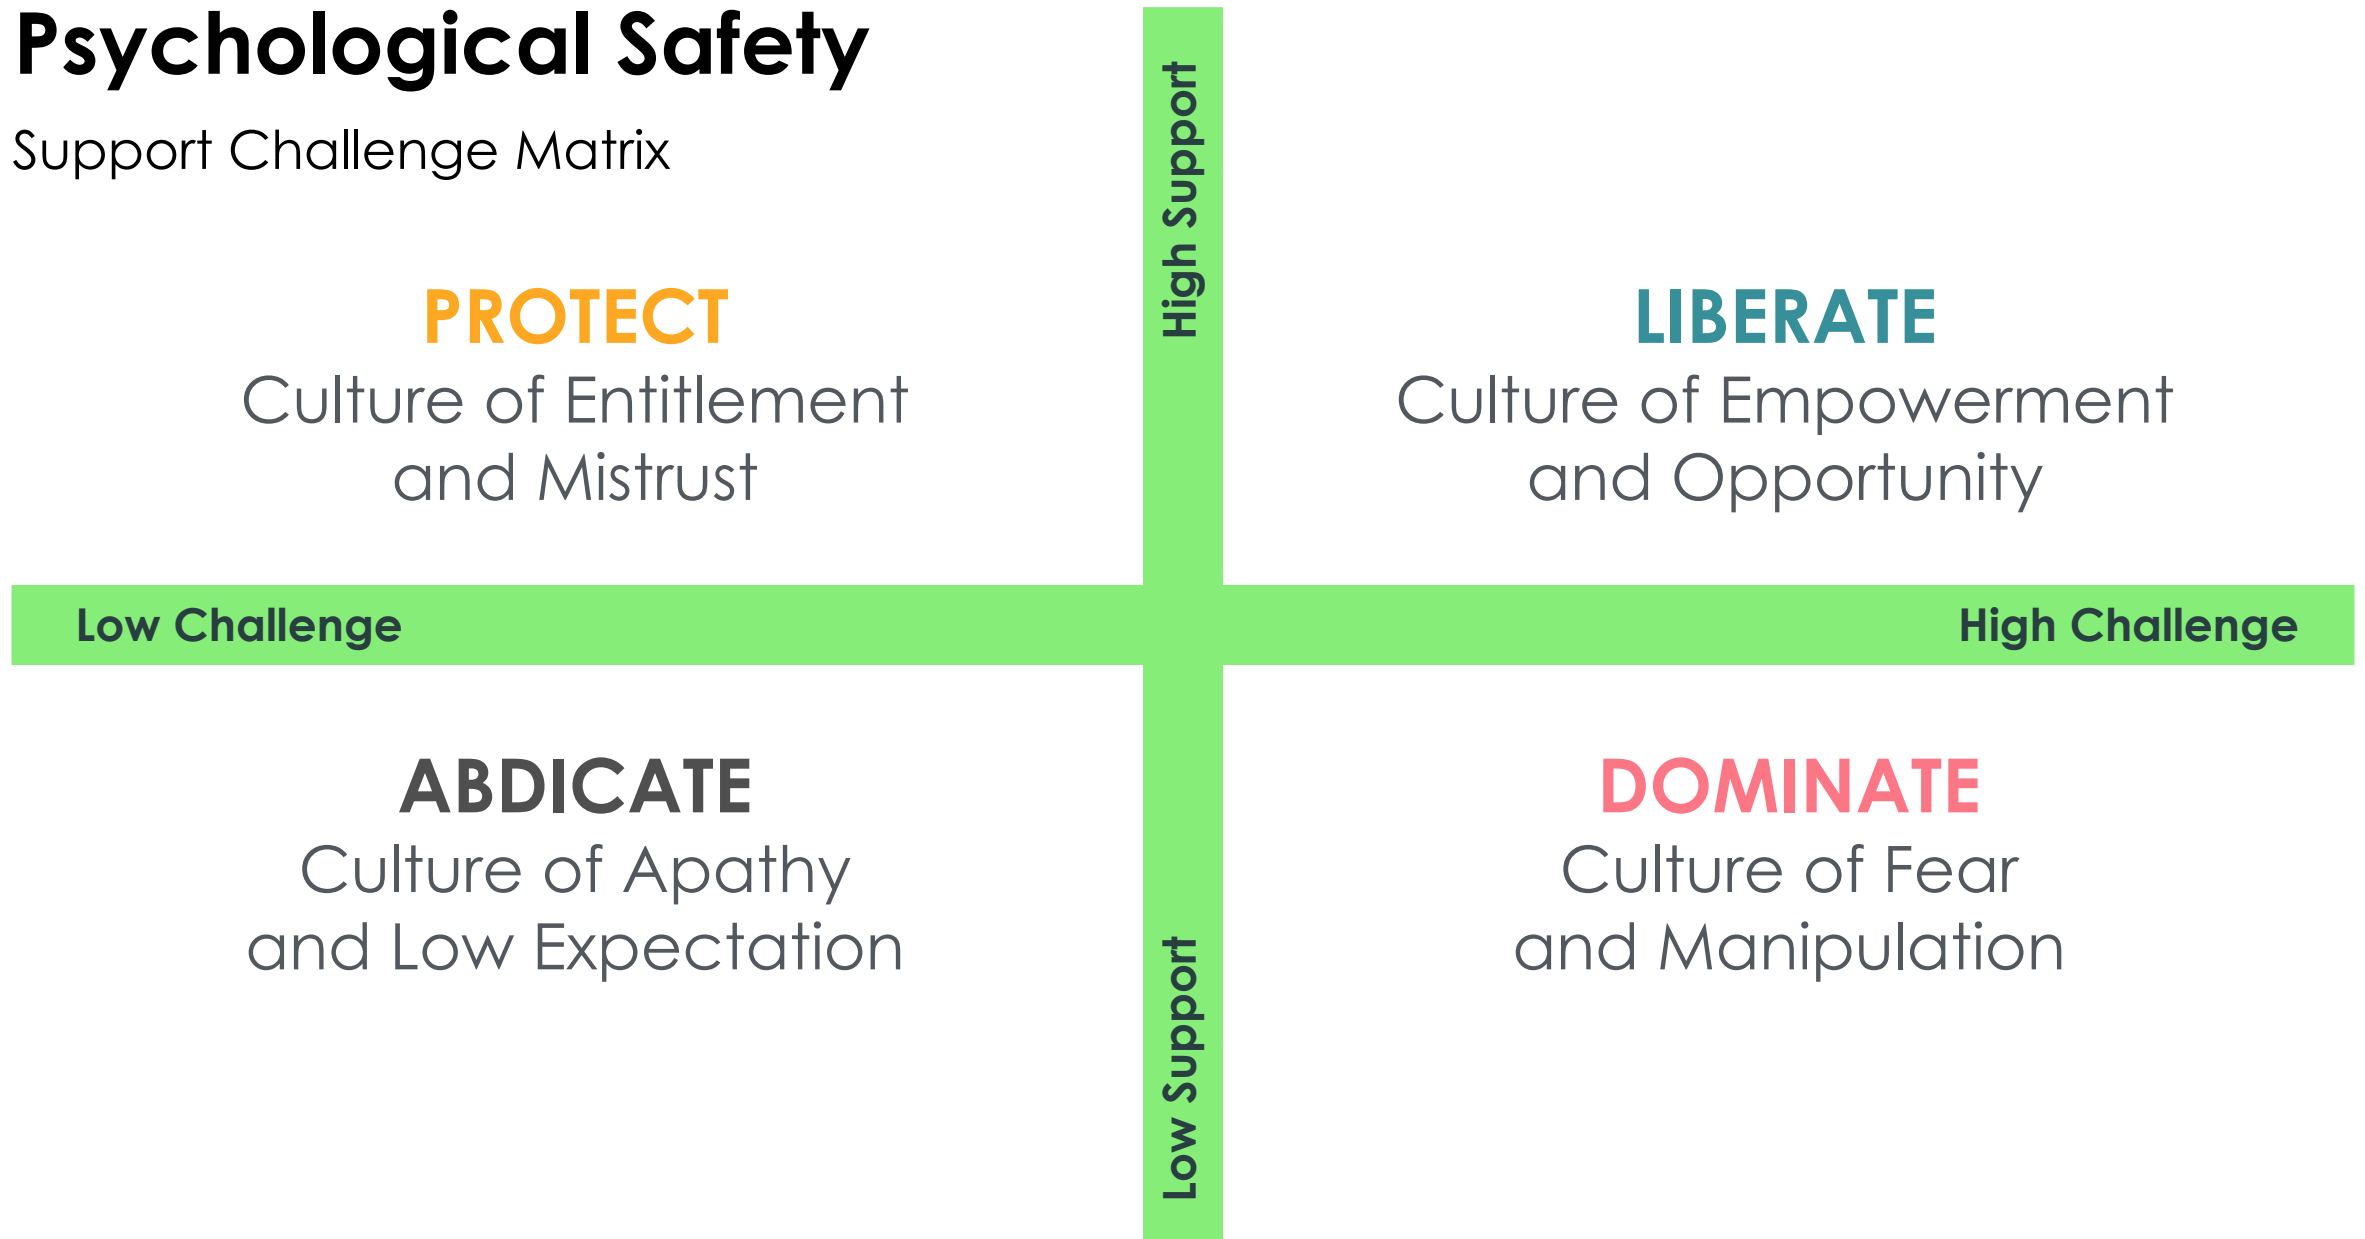 Psychological Safety
Support Challenge Matrix
High Support
PROTECT
Culture of Entitlement
and Mistrust
LIBERATE
Culture of Empowerment
and Opportunity
Low Challenge
High Challenge
ABDICATE
Culture of Apathy
and Low Expectation
DOMINATE
Culture of Fear
and Manipulation
Low Support